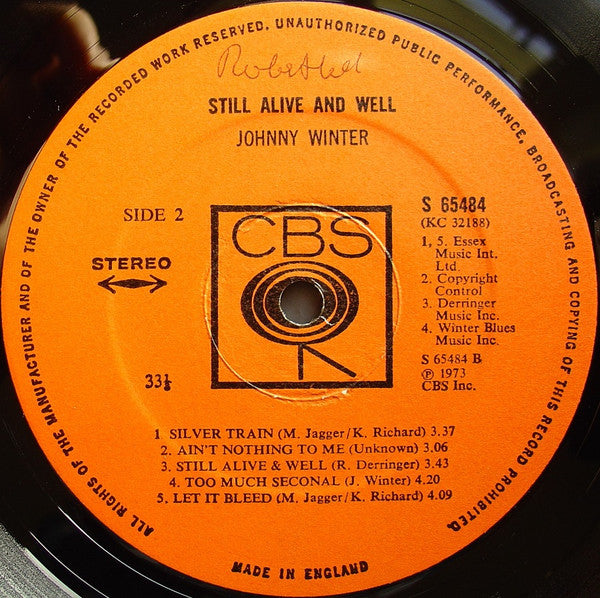 ALL RIGHTS OF THE MANUFACTURER AND OF THE OWNER OF THE RECORDED WORK RESERVED. UNAUTHORIZED PUBLIC PERFORMANCE, BROADCASTING AND COPYING OF THIS RECORD PROHIBITED.
STILL ALIVE AND WELL
JOHNNY WINTER
SIDE 2
STEREO
33⅓
CBS
S 65484
(KC 32188)
1, 5. Essex
Music Int.
Ltd.
2. Copyright
Control
3. Derringer
Music Inc.
4. Winter Blues
Music Inc.
S 65484 B
℗ 1973
CBS Inc.
1 SILVER TRAIN (M. Jagger/K. Richard) 3.37
2. AIN'T NOTHING TO ME (Unknown) 3.06
3. STILL ALIVE & WELL (R. Derringer) 3.43
4. TOO MUCH SECONAL (J. Winter) 4.20
5. LET IT BLEED (M. Jagger/K. Richard) 4.09
MADE IN ENGLAND